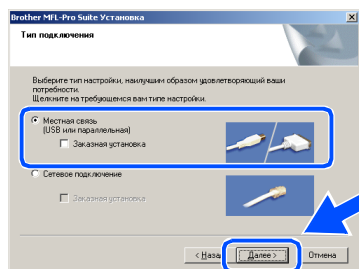 Brother MFL-Pro Suite Установка
Тип подключения
Выберите тип настройки, наилучшим образом удовлетворяющий ваши
потребности.
Щелкните на требующемся вам типе настройки.
Местная связь
(USB или параллельная)
Заказная установка
Сетевое подключение
Заказная установка
< Наза
Далее >
Отмена